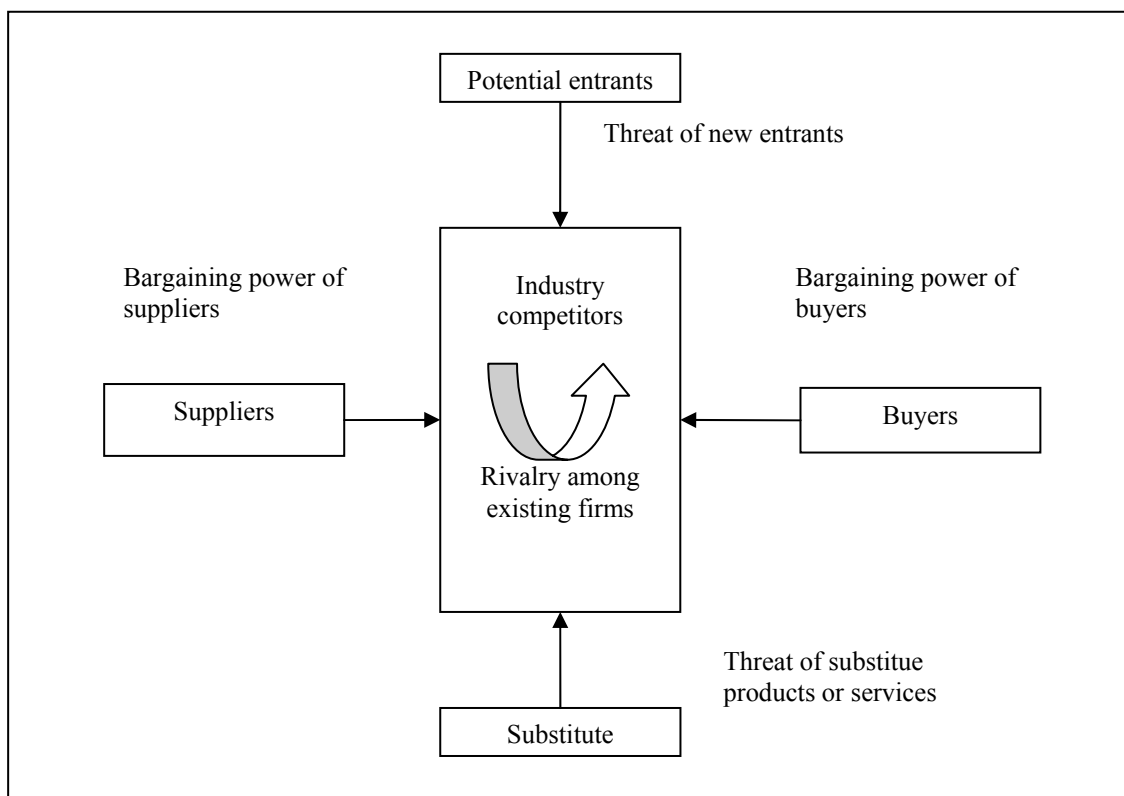 Potential entrants
Threat of new entrants
Bargaining power of
suppliers
Industry
competitors
Bargaining power of
buyers
Suppliers
Buyers
Rivalry among
existing firms
Threat of substitue
products or services
Substitute